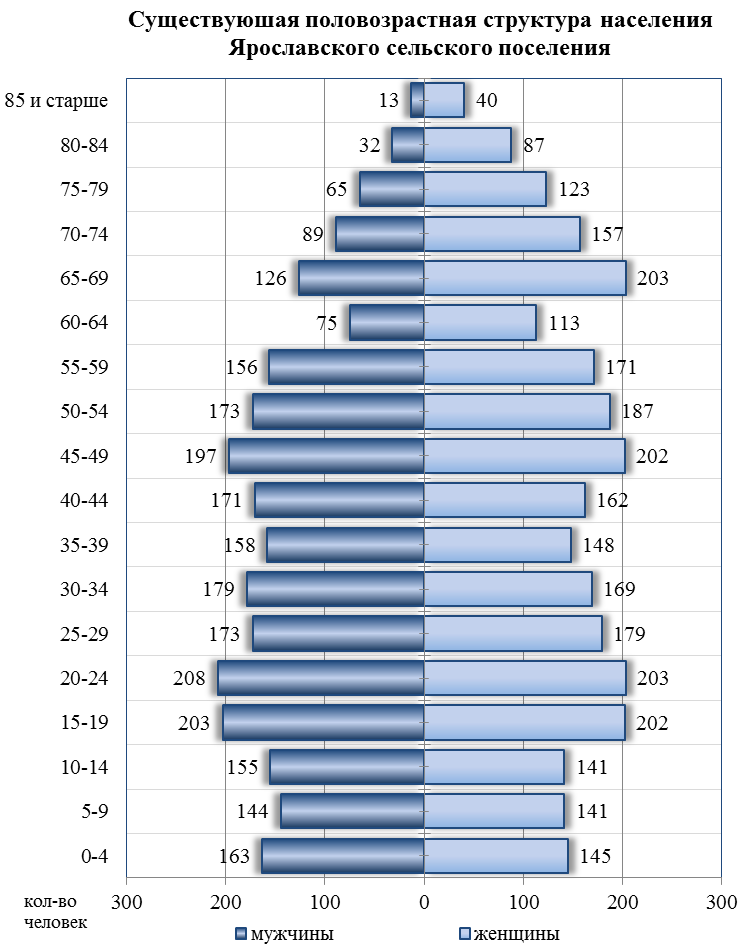 Существуюшая половозрастная структура населения
Ярославского сельского поселения
85 и старше 13 40
80-84 32 87
75-79 65 123
70-74 89 157
65-69 126 203
60-64 75 113
55-59 156 171
50-54 173 187
45-49 197 202
40-44 171 162
35-39 158 148
30-34 179 169
25-29 173 179
20-24 208 203
15-19 203 202
10-14 155 141
5-9 144 141
0-4 163 145
кол-во
человек
300 200 100 0 100 200 300
мужчины женщины